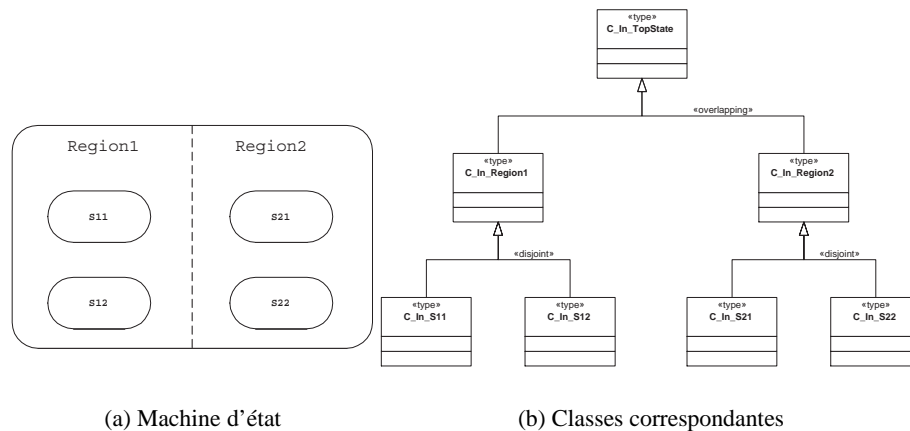 Region1
Region2
S11
S21
S12
S22
(a) Machine d'état
«type»
C_In_TopState
«overlapping»
«type»
C_In_Region1
«type»
C_In_Region2
«disjoint»
«disjoint»
«type»
C_In_S11
«type»
C_In_S12
«type»
C_In_S21
«type»
C_In_S22
(b) Classes correspondantes